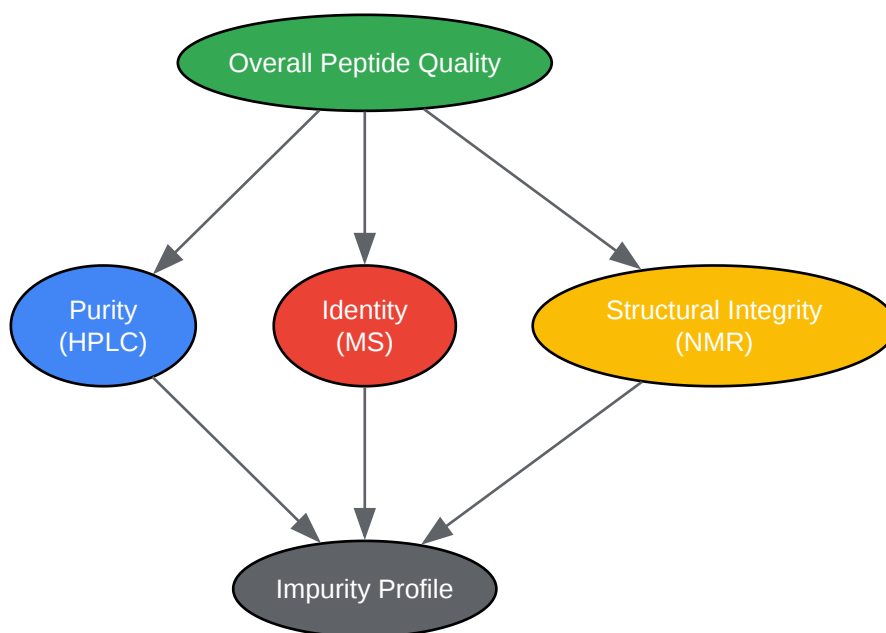 Overall Peptide Quality
Purity
(HPLC)
Identity
(MS)
Structural Integrity
(NMR)
Impurity Profile